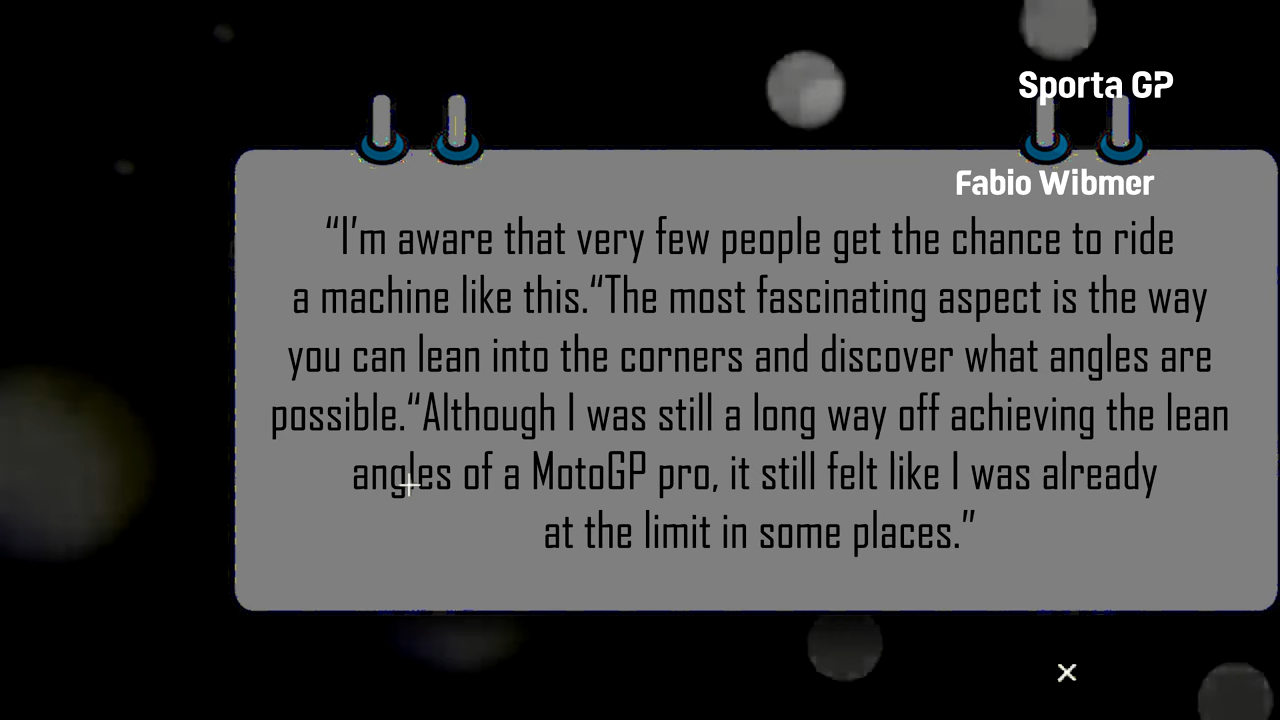 Sporta GP
Fabio Wibmer
“I’m aware that very few people get the chance to ride
a machine like this.“The most fascinating aspect is the way
you can lean into the corners and discover what angles are
possible.“Although I was still a long way off achieving the lean
angles of a MotoGP pro, it still felt like I was already
at the limit in some places.”